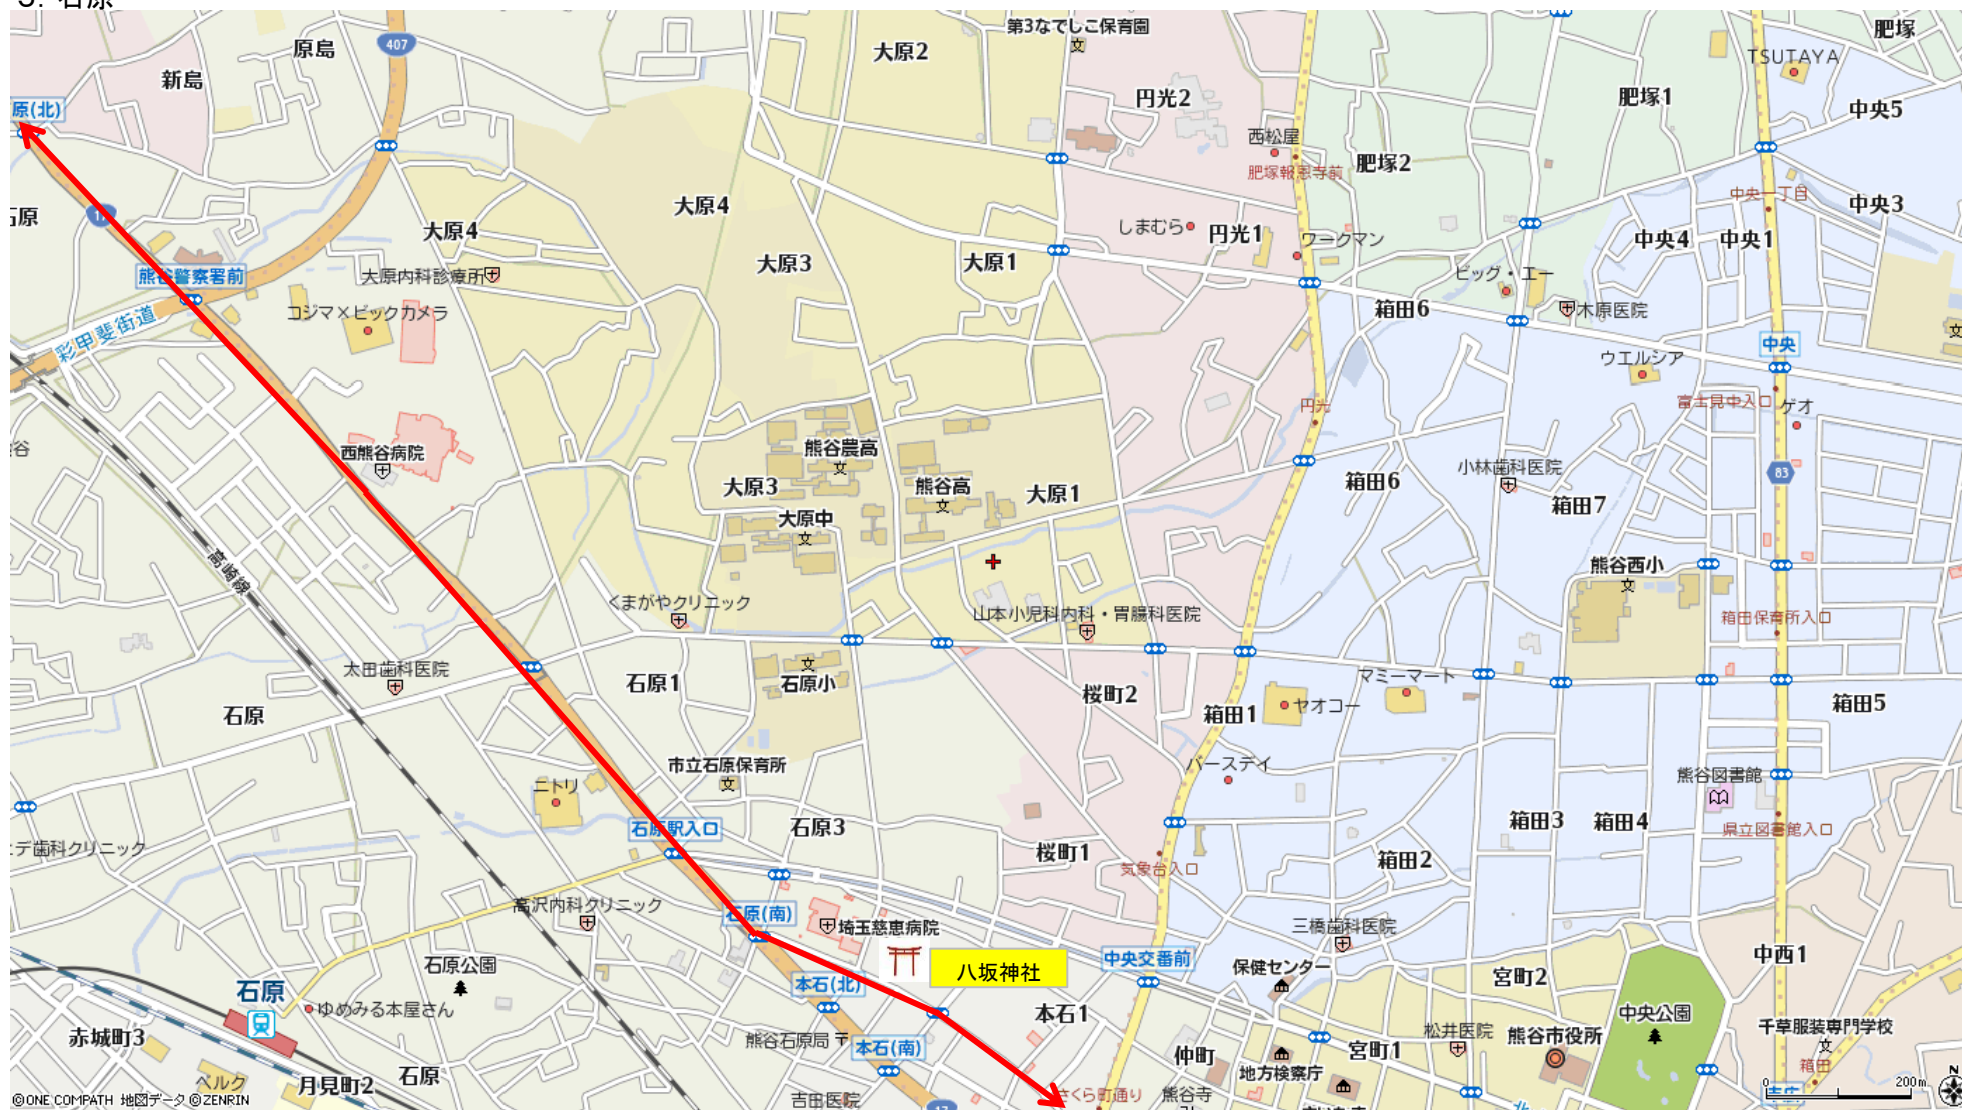 石原
第3なでしこ保育園
肥塚
原島
407
大原2
TSUTAYA
新島
円光2
肥塚1
原(北)
中央5
西松屋
肥塚2
肥塚報恩寺前
中央一丁目
石原
17
大原4
大原4
しまむら
円光1
ワークマン
中央4
中央1
中央3
熊谷警察署前
大原内科診療所
大原3
大原1
ビッグ・エー
コジマ×ビックカメラ
箱田6
木原医院
彩甲斐街道
ウエルシア
中央
円光
富士見中入口
ゲオ
谷
西熊谷病院
熊谷農高
83
大原3
熊谷高
大原1
箱田6
小林歯科医院
箱田7
大原中
高崎線
熊谷西小
くまがやクリニック
山本小児科内科・胃腸科医院
箱田保育所入口
太田歯科医院
石原1
石原小
桜町2
マミーマート
石原
箱田1
ヤオコー
箱田5
市立石原保育所
バースデイ
熊谷図書館
ニトリ
石原駅入口
石原3
箱田3
箱田4
県立図書館入口
デ歯科クリニック
桜町1
気象台入口
箱田2
高沢内科クリニック
石原(南)
埼玉慈恵病院
三橋歯科医院
石原公園
八坂神社
中央交番前
保健センター
宮町2
中西1
石原
ゆめみる本屋さん
本石(北)
本石1
中央公園
赤城町3
熊谷石原局
本石(南)
仲町
宮町1
松井医院
熊谷市役所
千草服装専門学校
ベルク
月見町2
石原
地方検察庁
箱田
吉田医院
さくら町通り
熊谷寺
17
0
200m
N
©ONE COMPATH 地図データ ©ZENRIN